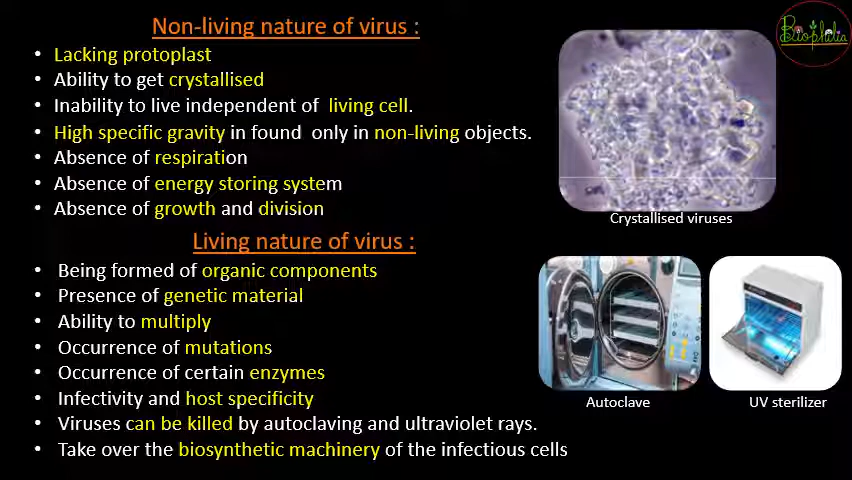 Non-living nature of virus :
• Lacking protoplast
• Ability to get crystallised
• Inability to live independent of living cell.
• High specific gravity in found only in non-living objects.
• Absence of respiration
• Absence of energy storing system
• Absence of growth and division
Living nature of virus :
• Being formed of organic components
• Presence of genetic material
• Ability to multiply
• Occurrence of mutations
• Occurrence of certain enzymes
• Infectivity and host specificity
• Viruses can be killed by autoclaving and ultraviolet rays.
• Take over the biosynthetic machinery of the infectious cells
Biophilia
Crystallised viruses
Autoclave
UV sterilizer